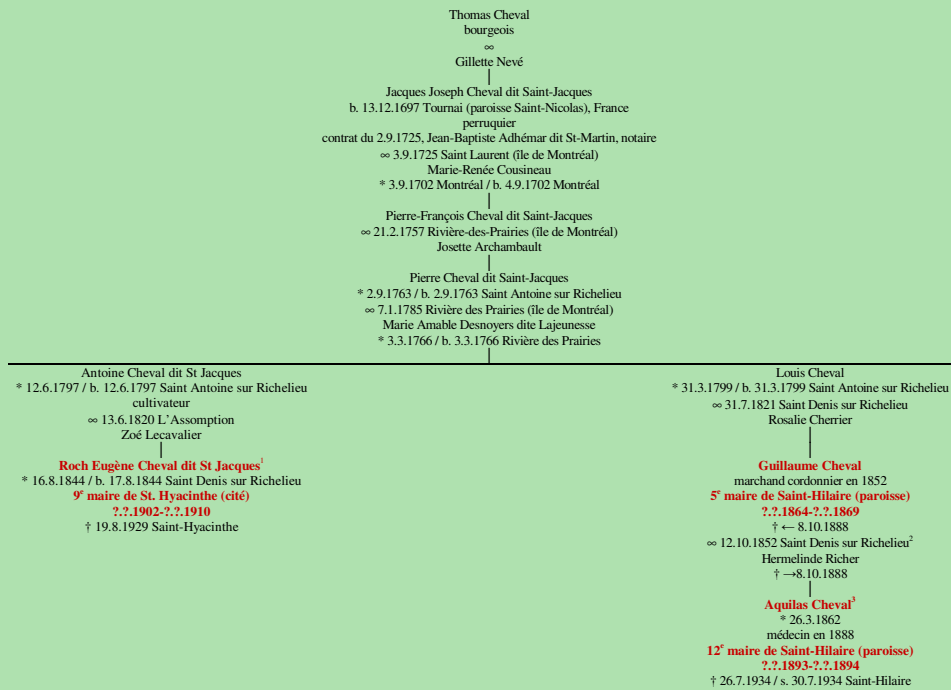 Thomas Cheval
bourgeois
∞
Gillette Nevé
Jacques Joseph Cheval dit Saint-Jacques
b. 13.12.1697 Tournai (paroisse Saint-Nicolas), France
perruquier
contrat du 2.9.1725, Jean-Baptiste Adhémar dit St-Martin, notaire
∞ 3.9.1725 Saint Laurent (île de Montréal)
Marie-Renée Cousineau
* 3.9.1702 Montréal / b. 4.9.1702 Montréal
Pierre-François Cheval dit Saint-Jacques
∞ 21.2.1757 Rivière-des-Prairies (île de Montréal)
Josette Archambault
Pierre Cheval dit Saint-Jacques
* 2.9.1763 / b. 2.9.1763 Saint Antoine sur Richelieu
∞ 7.1.1785 Rivière des Prairies (île de Montréal)
Marie Amable Desnoyers dite Lajeunesse
* 3.3.1766 / b. 3.3.1766 Rivière des Prairies
Antoine Cheval dit St Jacques
* 12.6.1797 / b. 12.6.1797 Saint Antoine sur Richelieu
cultivateur
∞ 13.6.1820 L'Assomption
Zoé Lecavalier
Roch Eugène Cheval dit St Jacques¹
* 16.8.1844 / b. 17.8.1844 Saint Denis sur Richelieu
9e maire de St. Hyacinthe (cité)
?.?.1902-?.?.1910
† 19.8.1929 Saint-Hyacinthe
Louis Cheval
* 31.3.1799 / b. 31.3.1799 Saint Antoine sur Richelieu
∞ 31.7.1821 Saint Denis sur Richelieu
Rosalie Cherrier
Guillaume Cheval
marchand cordonnier en 1852
5e maire de Saint-Hilaire (paroisse)
?.?.1864-?.?.1869
† ← 8.10.1888
∞ 12.10.1852 Saint Denis sur Richelieu²
Hermelinde Richer
† →8.10.1888
Aquilas Cheval³
* 26.3.1862
médecin en 1888
12e maire de Saint-Hilaire (paroisse)
?.?.1893-?.?.1894
† 26.7.1934 / s. 30.7.1934 Saint-Hilaire